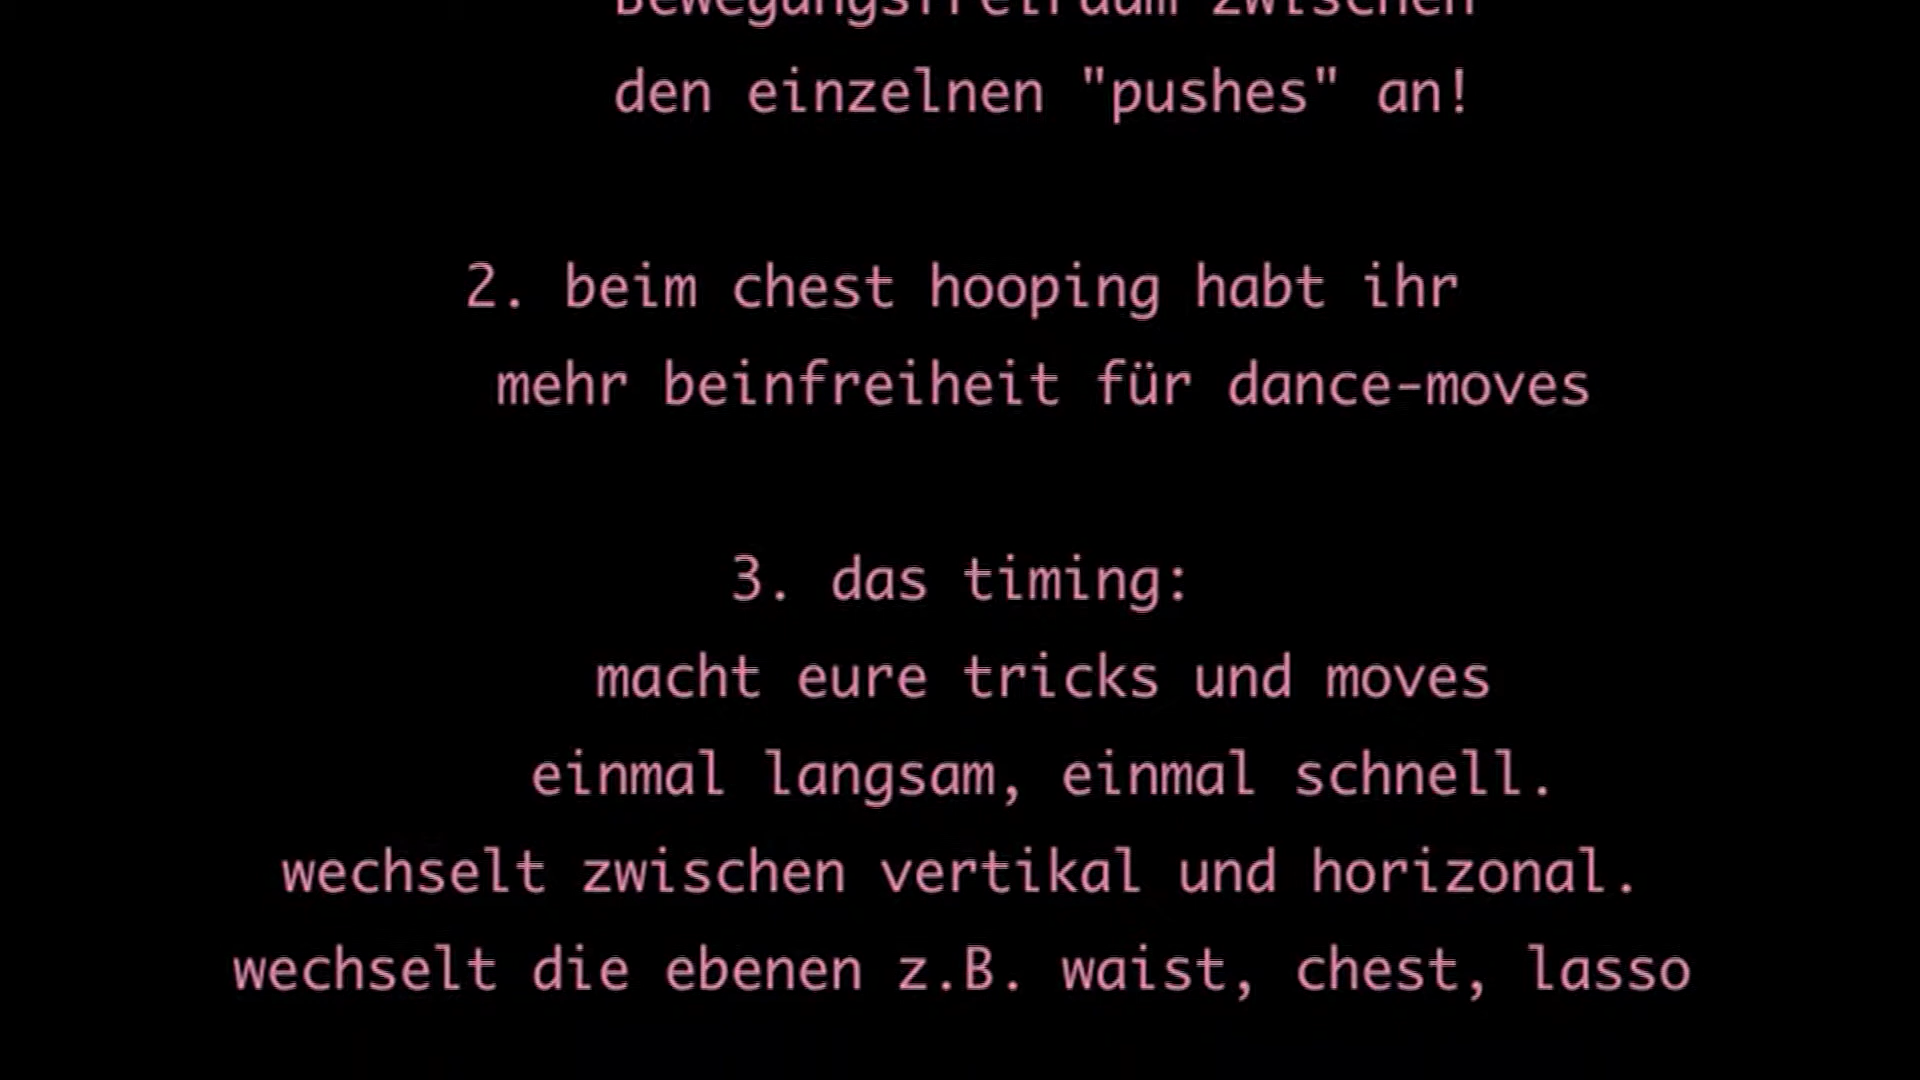 Bewegungsfreiraum zwischen
den einzelnen "pushes" an!
2. beim chest hooping habt ihr
mehr beinfreiheit für dance-moves
3. das timing:
macht eure tricks und moves
einmal langsam, einmal schnell.
wechselt zwischen vertikal und horizonal.
wechselt die ebenen z.B. waist, chest, lasso